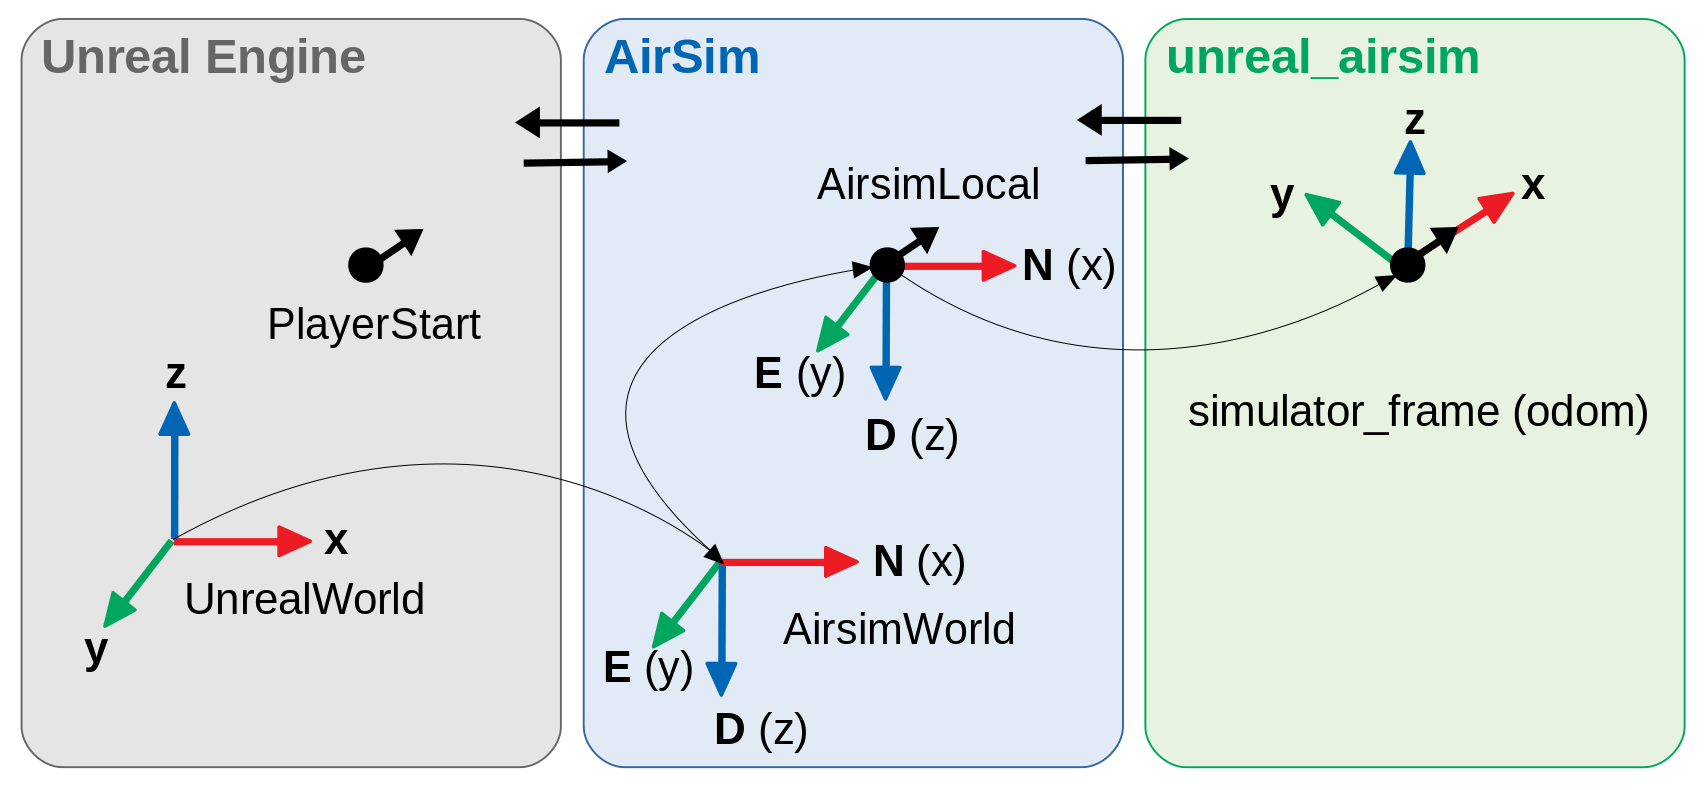 Unreal Engine
PlayerStart
z
x
UnrealWorld
y
AirSim
AirsimLocal
N (x)
E (y)
D (z)
N (x)
AirsimWorld
E (y)
D (z)
unreal_airsim
z
y
x
simulator_frame (odom)